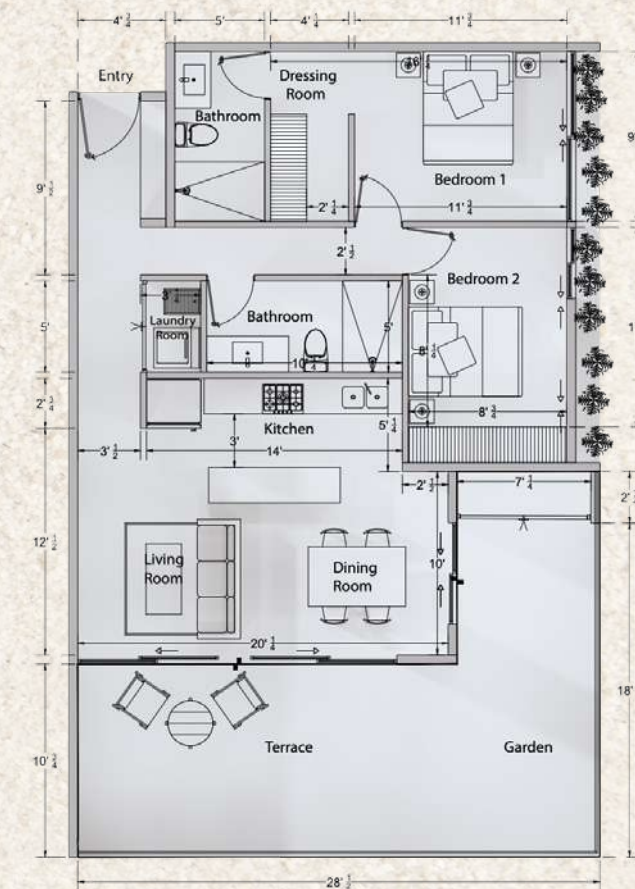 4' 3/4
5'
4' 1/4
11' 3/4
Entry
Dressing
Room
Bathroom
Bedroom 1
9' 1/2
2' 1/4
11' 3/4
2' 1/2
Bedroom 2
3'
Laundry
Room
Bathroom
5'
5'
10' 1/4
8' 1/4
8' 3/4
2' 3/4
Kitchen
5' 1/4
3' 1/2
3'
14'
2' 1/2
7' 1/4
12' 1/2
Living
Room
Dining
Room
10'
20' 1/4
18'
10' 3/4
Terrace
Garden
28' 1/2